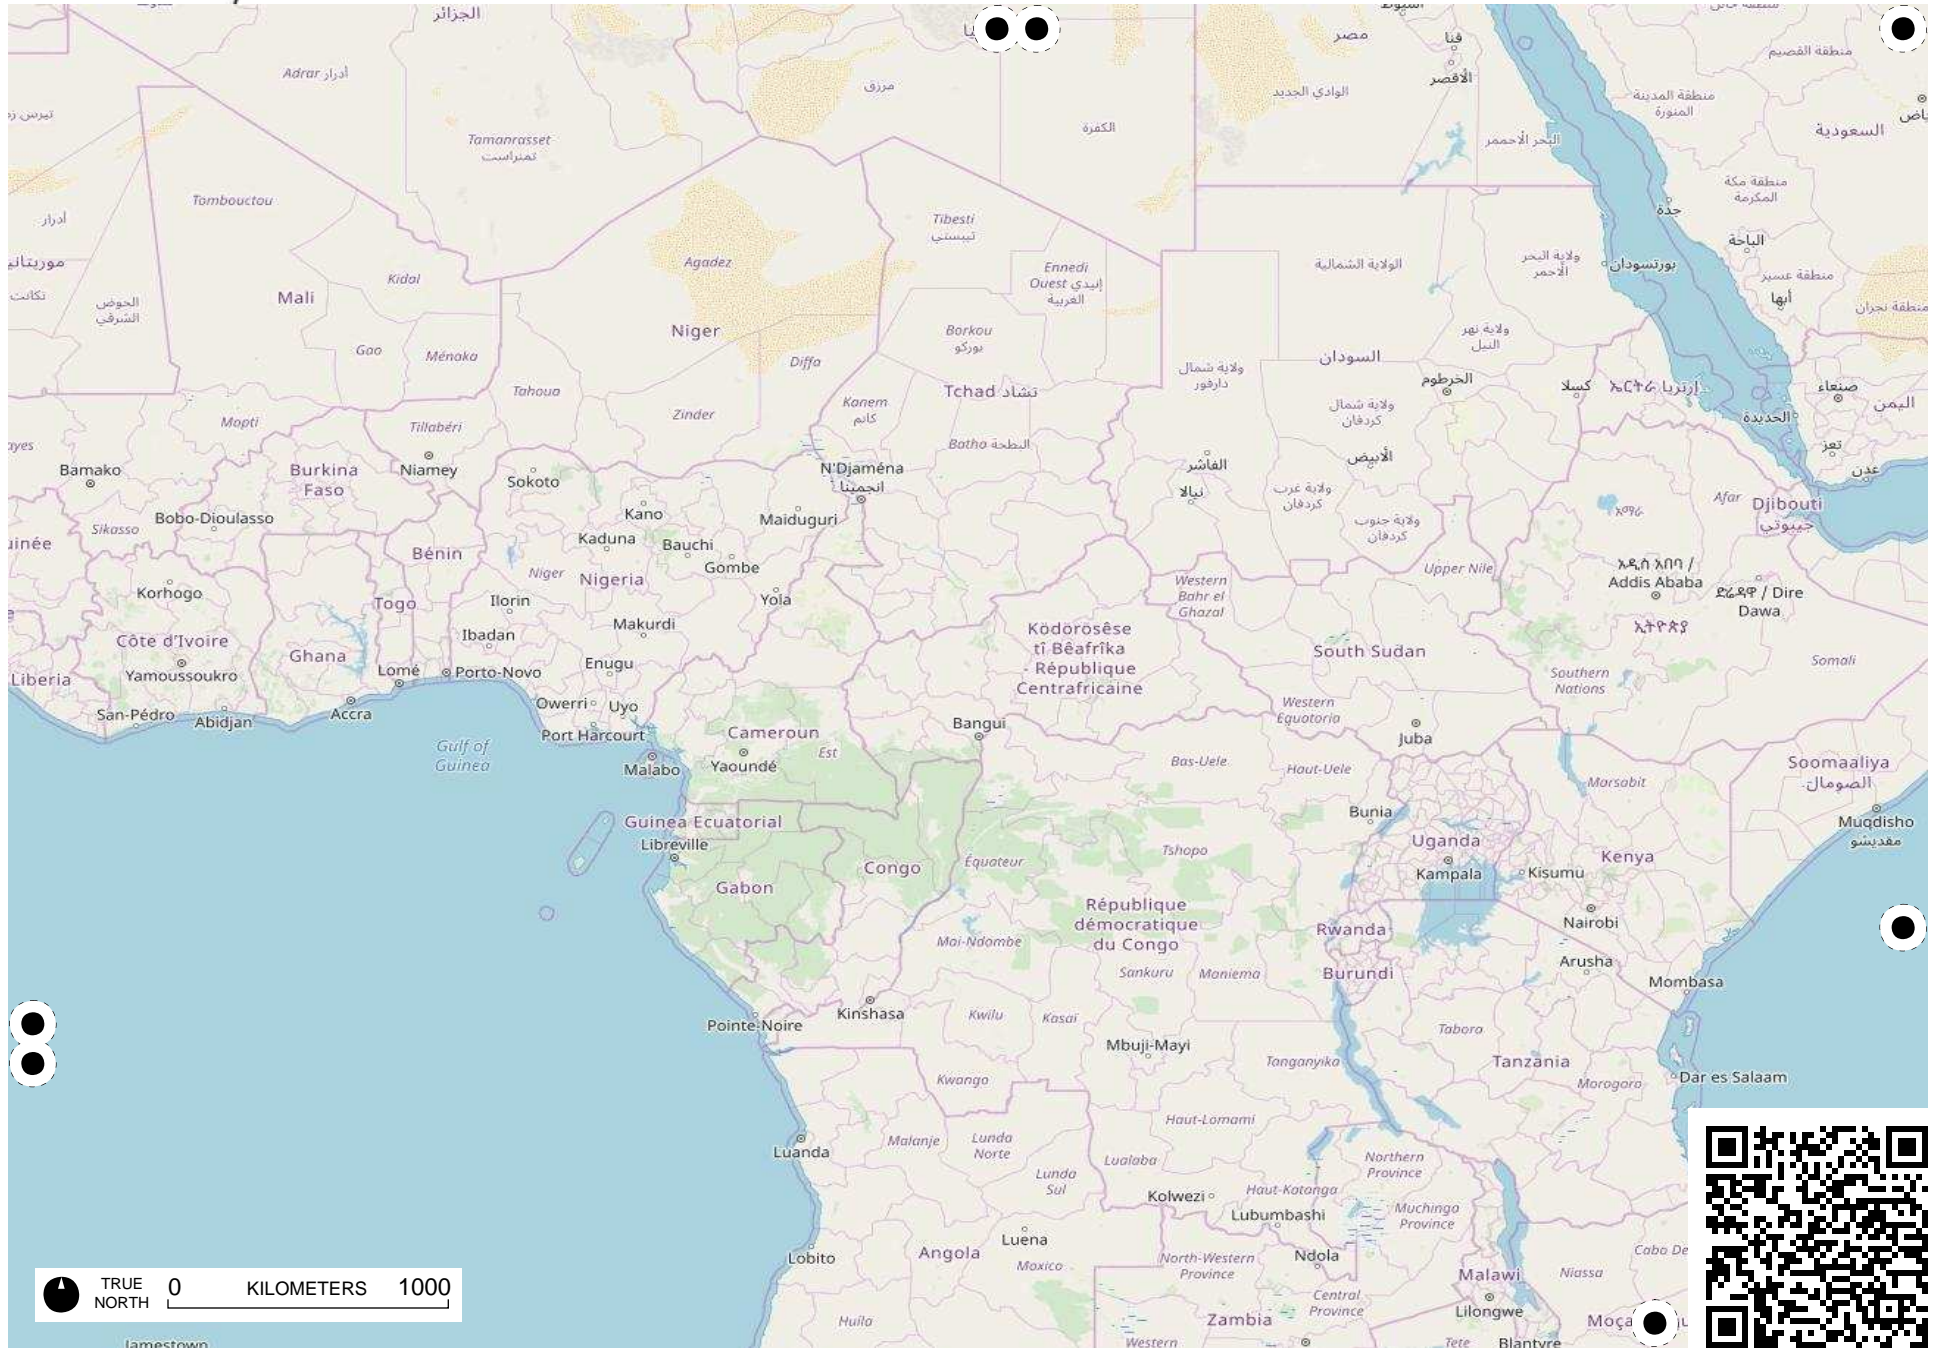 الجزائر
مصر
قنا
الأقصر
منطقة القصيم
Adrar أدرار
مرزق
الوادي الجديد
منطقة المدينة
المنورة
الكفرة
السعودية
Tamanrasset
تمنراست
البحر الأحمر
Tombouctou
منطقة مكة
المكرمة
جدة
أدرار
Tibesti
تيبستي
الباحة
Agadez
Ennedi
Ouest إنيدي
الغربية
الولاية الشمالية
ولاية البحر
الأحمر
بورتسودان
منطقة عسير
أبها
Kidal
Mali
تكانت
الحوض
الشرقي
منطقة نجران
Niger
Borkou
بوركو
ولاية نهر
النيل
Gao
Ménaka
Diffa
السودان
ولاية شمال
دارفور
الخرطوم
كسلا
ኤርትራ إرتريا
صنعاء
اليمن
Tahoua
Tchad تشاد
Kanem
كانم
Zinder
ولاية شمال
كردفان
الحديدة
Mopti
Tillabéri
Batha البطحة
تعز
عدن
Bamako
Burkina
Faso
Niamey
Sokoto
N'Djaména
انجمينا
الفاشر
الأبيض
نيالا
ولاية غرب
كردفان
Afar
Djibouti
جيبوتي
አማራ
Sikasso
Bobo-Dioulasso
Kano
Maiduguri
ولاية جنوب
كردفان
Kaduna
Bauchi
Gombe
Bénin
Niger
Nigeria
Western
Bahr el
Ghazal
Upper Nile
አዲስ አበባ /
Addis Ababa
ድሬዳዋ / Dire
Dawa
Korhogo
Togo
Ilorin
Yola
Ibadan
Makurdi
ኢትዮጵያ
Côte d'Ivoire
Ghana
Ködörösêse
tî Bêafrîka
- République
Centrafricaine
South Sudan
Somali
Yamoussoukro
Lomé
Porto-Novo
Enugu
Liberia
Southern
Nations
San-Pédro
Abidjan
Accra
Owerri
Uyo
Port Harcourt
Western
Equatoria
Bangui
Cameroun
Juba
Gulf of
Guinea
Est
Malabo
Yaoundé
Bas-Uele
Haut-Uele
Marsabit
Soomaaliya
الصومال
Bunia
Muqdisho
مقديشو
Guinea Ecuatorial
Libreville
Uganda
Kampala
Kisumu
Kenya
Congo
Équateur
Tshopo
Gabon
République
démocratique
du Congo
Nairobi
Rwanda
Mai-Ndombe
Burundi
Arusha
Sankuru
Maniema
Mombasa
Pointe-Noire
Kinshasa
Kwilu
Kasaï
Tabora
Mbuji-Mayi
Tanganyika
Tanzania
Kwango
Morogoro
Dar es Salaam
Luanda
Malanje
Lunda
Norte
Haut-Lomami
Lualaba
Northern
Province
Lunda
Sul
Kolwezi
Haut-Katanga
Lubumbashi
Muchinga
Province
Luena
Lobito
Angola
Moxico
North-Western
Province
Ndola
Malawi
Niassa
Cabo De
TRUE
NORTH
0 KILOMETERS 1000
Huíla
Zambia
Central
Province
Lilongwe
Western
Tete
Blantyre
Jamestown